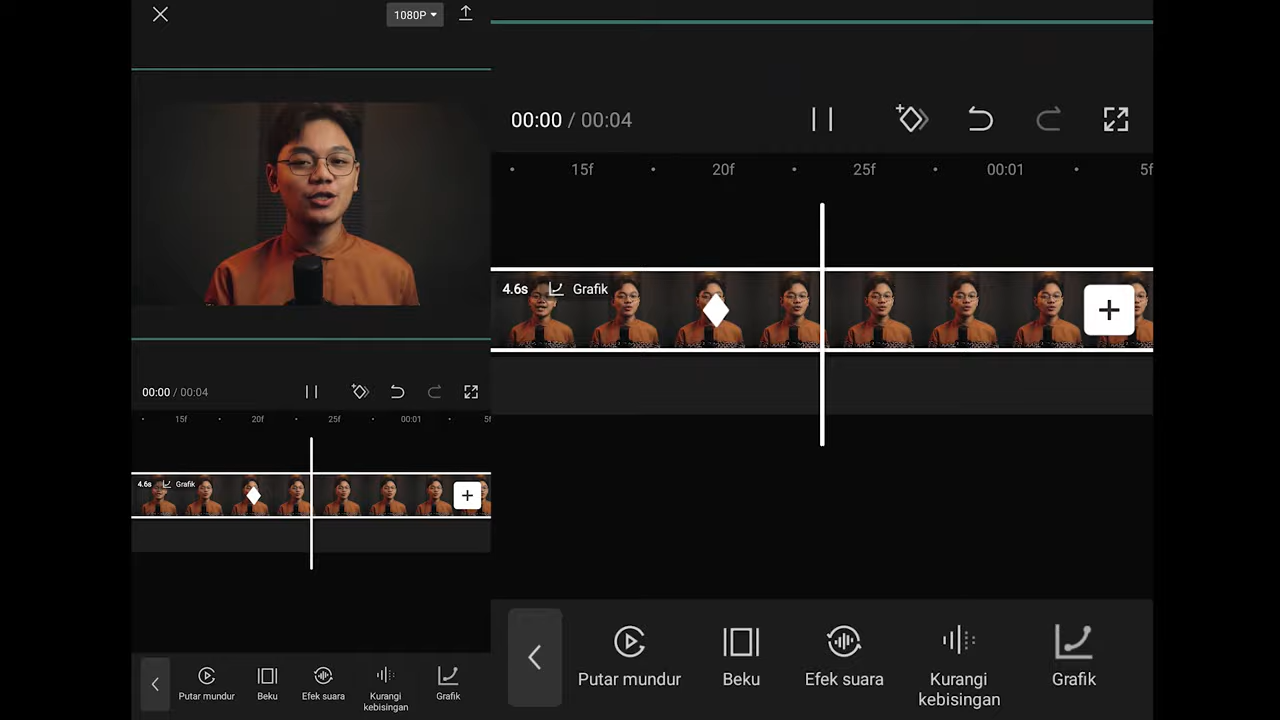 1080P
00:00 / 00:04
15f 20f 25f 00:01 5f
4.6s Grafik
Putar mundur
Beku
Efek suara
Kurangi
kebisingan
Grafik
00:00 / 00:04
15f 20f 25f 00:01 5f
4.6s Grafik
Putar mundur
Beku
Efek suara
Kurangi
kebisingan
Grafik